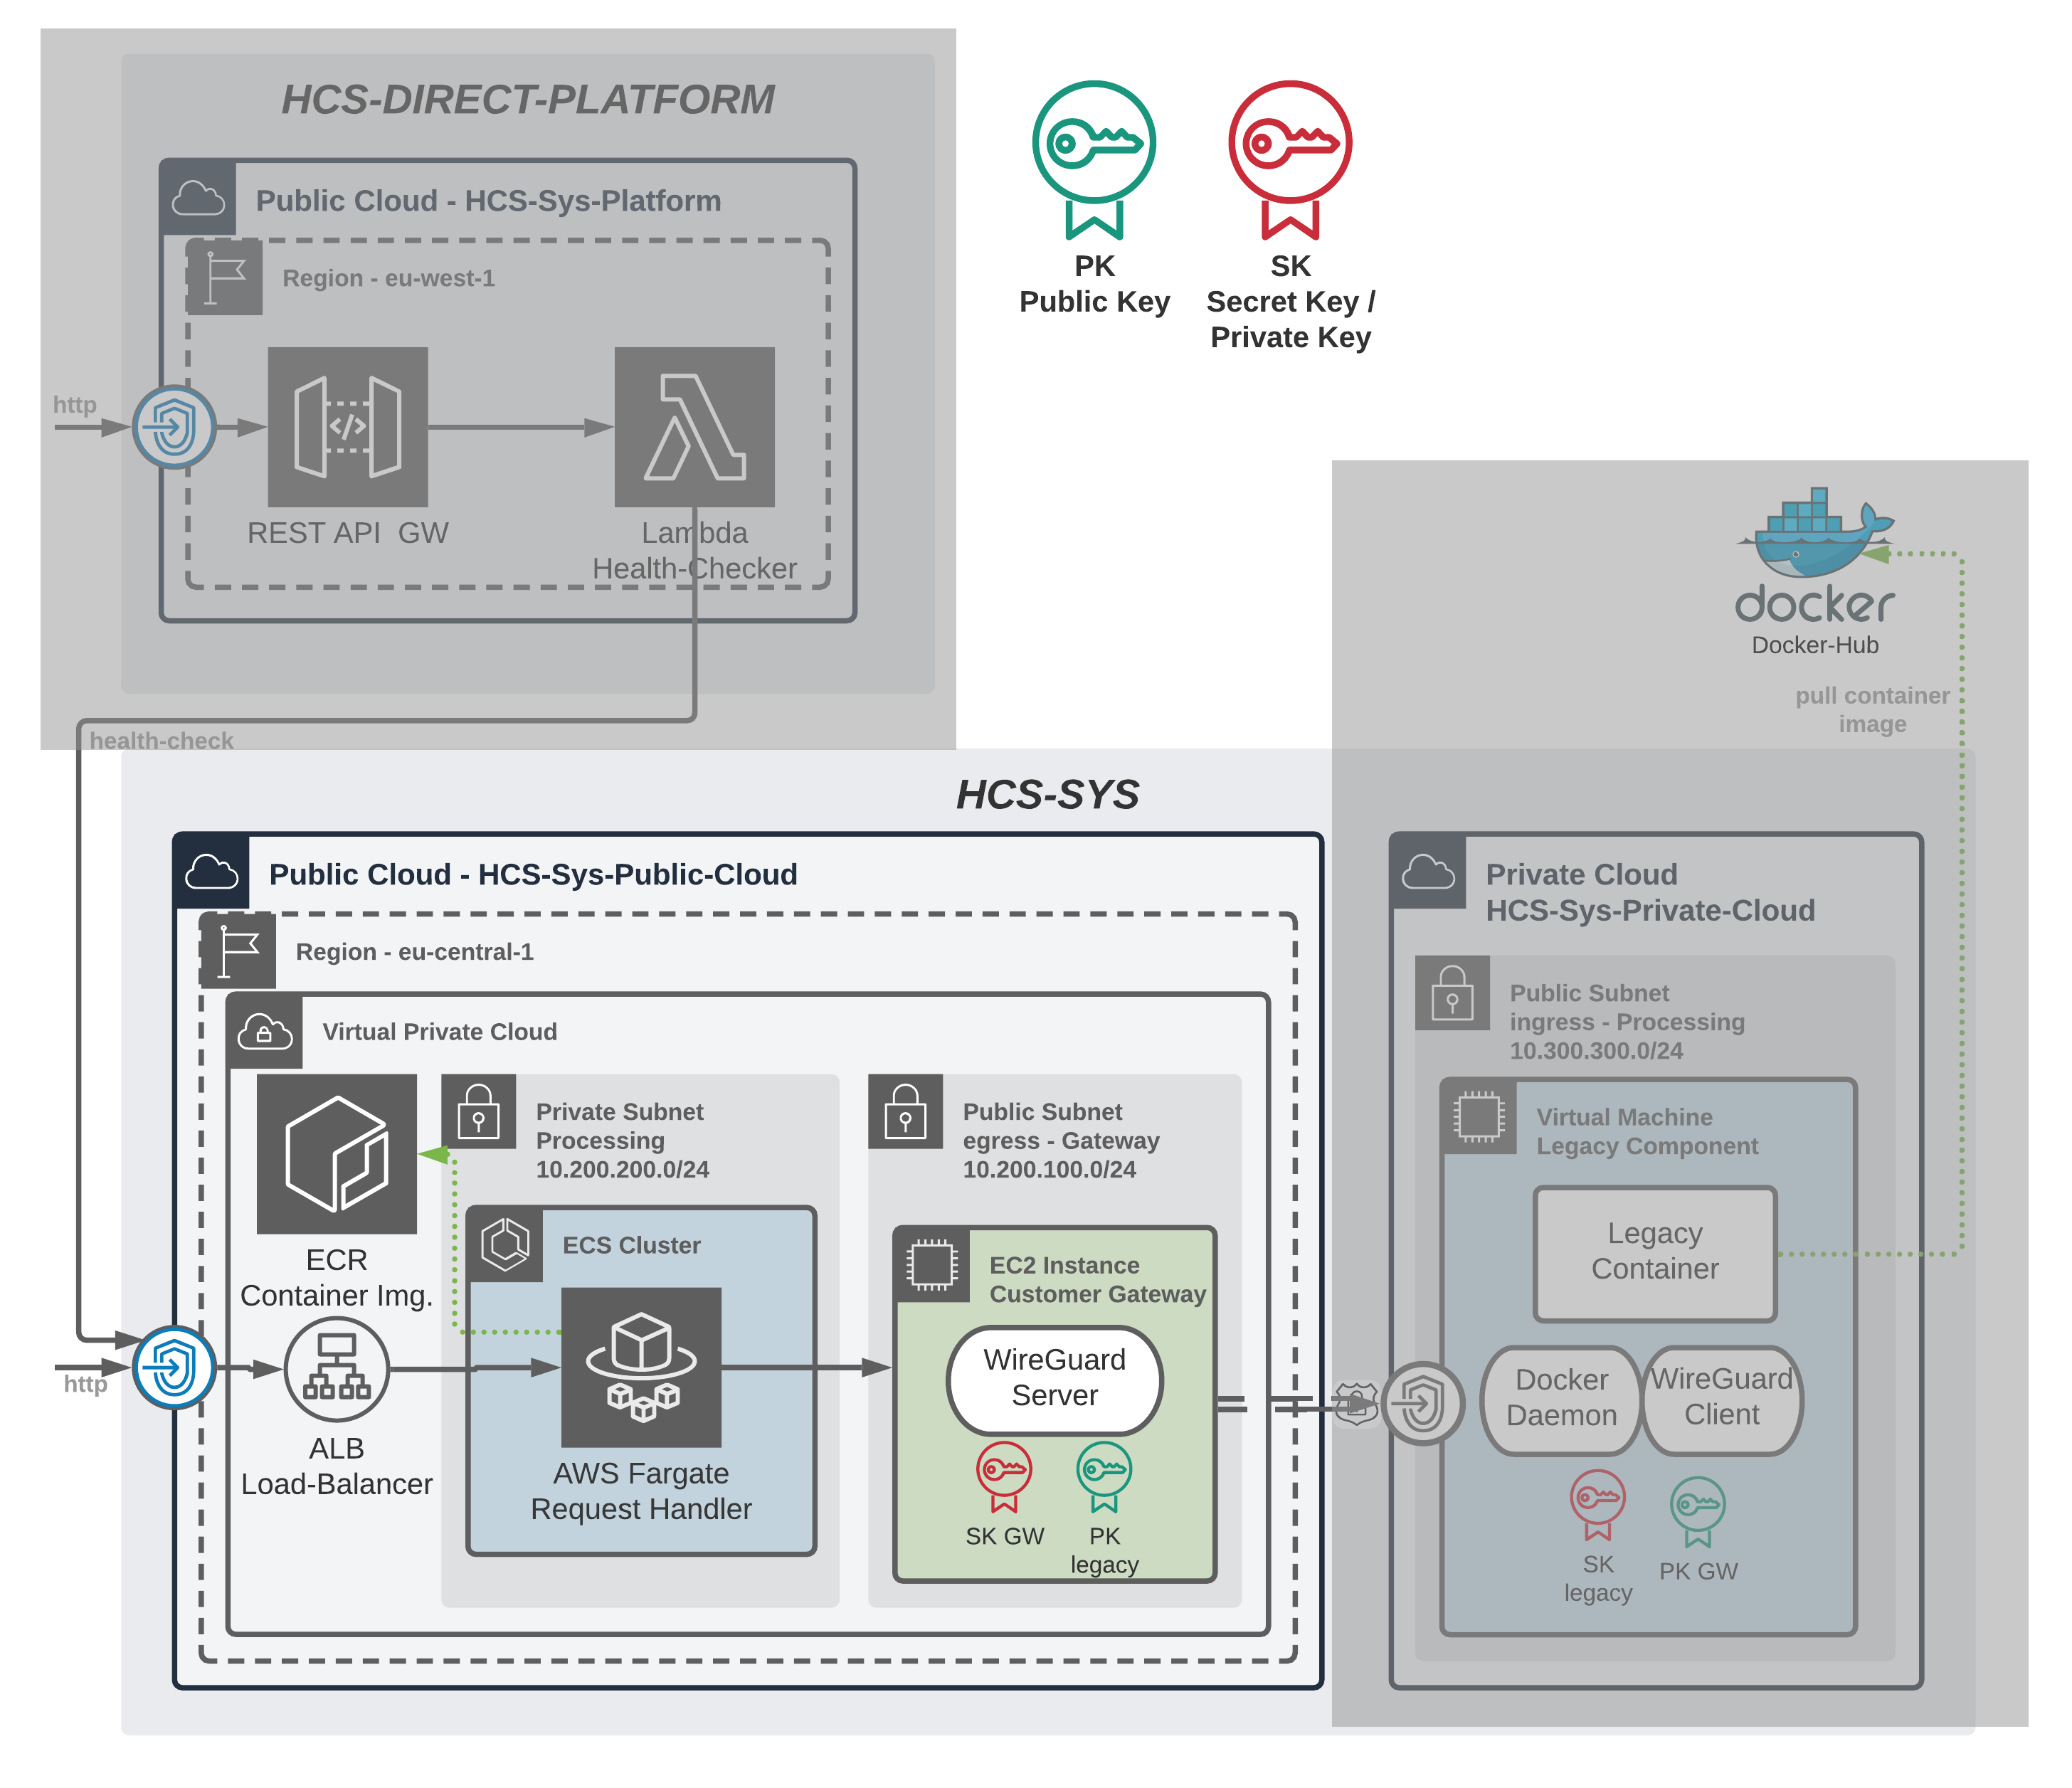 HCS-DIRECT-PLATFORM
Public Cloud - HCS-Sys-Platform
Region - eu-west-1
http
REST API GW
Lambda
Health-Checker
health-check
PK
Public Key
SK
Secret Key /
Private Key
docker
Docker-Hub
pull container
image
HCS-SYS
Public Cloud - HCS-Sys-Public-Cloud
Region - eu-central-1
Virtual Private Cloud
ECR
Container Img.
http
ALB
Load-Balancer
Private Subnet
Processing
10.200.200.0/24
ECS Cluster
AWS Fargate
Request Handler
Public Subnet
egress - Gateway
10.200.100.0/24
EC2 Instance
Customer Gateway
WireGuard
Server
SK GW
PK
legacy
Private Cloud
HCS-Sys-Private-Cloud
Public Subnet
ingress - Processing
10.300.300.0/24
Virtual Machine
Legacy Component
Legacy
Container
Docker
Daemon
WireGuard
Client
SK
legacy
PK GW